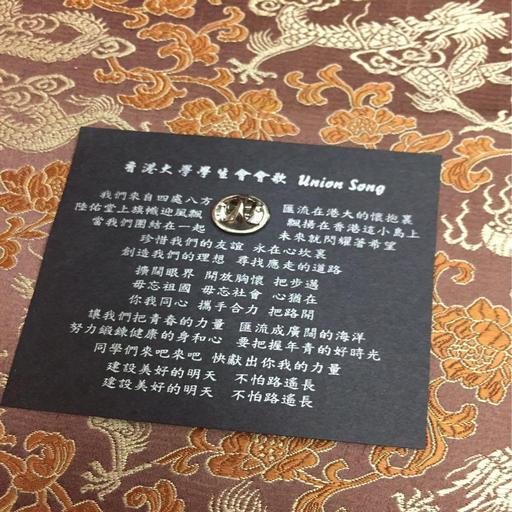 香港大學學生會會歌 Union Song
我們來自四處八方 匯流在港大的懷抱裏
陸佑堂上旗幟迎風飄 飄揚在香港這小島上
當我們團結在一起 未來就閃耀著希望
珍惜我們的友誼 永在心坎裏
創造我們的理想 尋找應走的道路
擴闊眼界 開放胸懷 把步邁
毋忘祖國 毋忘社會 心猶在
你我同心 攜手合力 把路開
讓我們把青春的力量 匯流成廣闊的海洋
努力鍛鍊健康的身和心 要把握年青的好時光
同學們來吧來吧 快獻出你我的力量
建設美好的明天 不怕路遙長
建設美好的明天 不怕路遙長